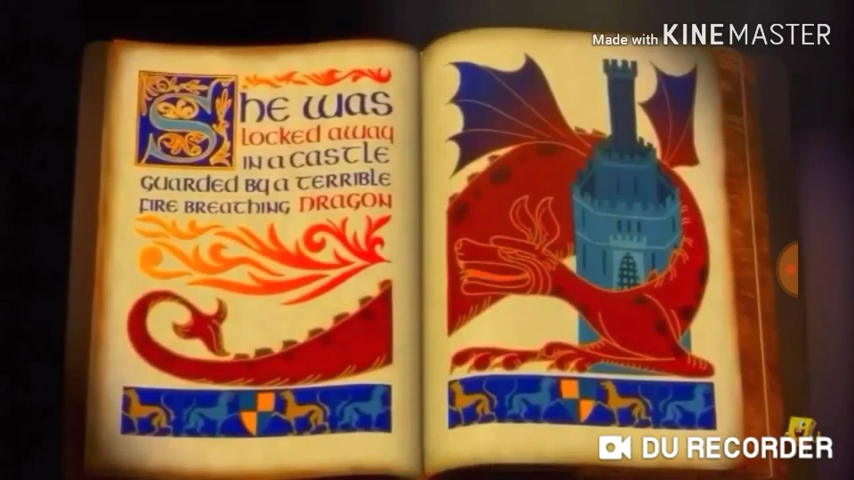 Made with KINEMASTER
She was
locked away
in a castle
guarded by a terrible
fire breathing dragon
DU RECORDER